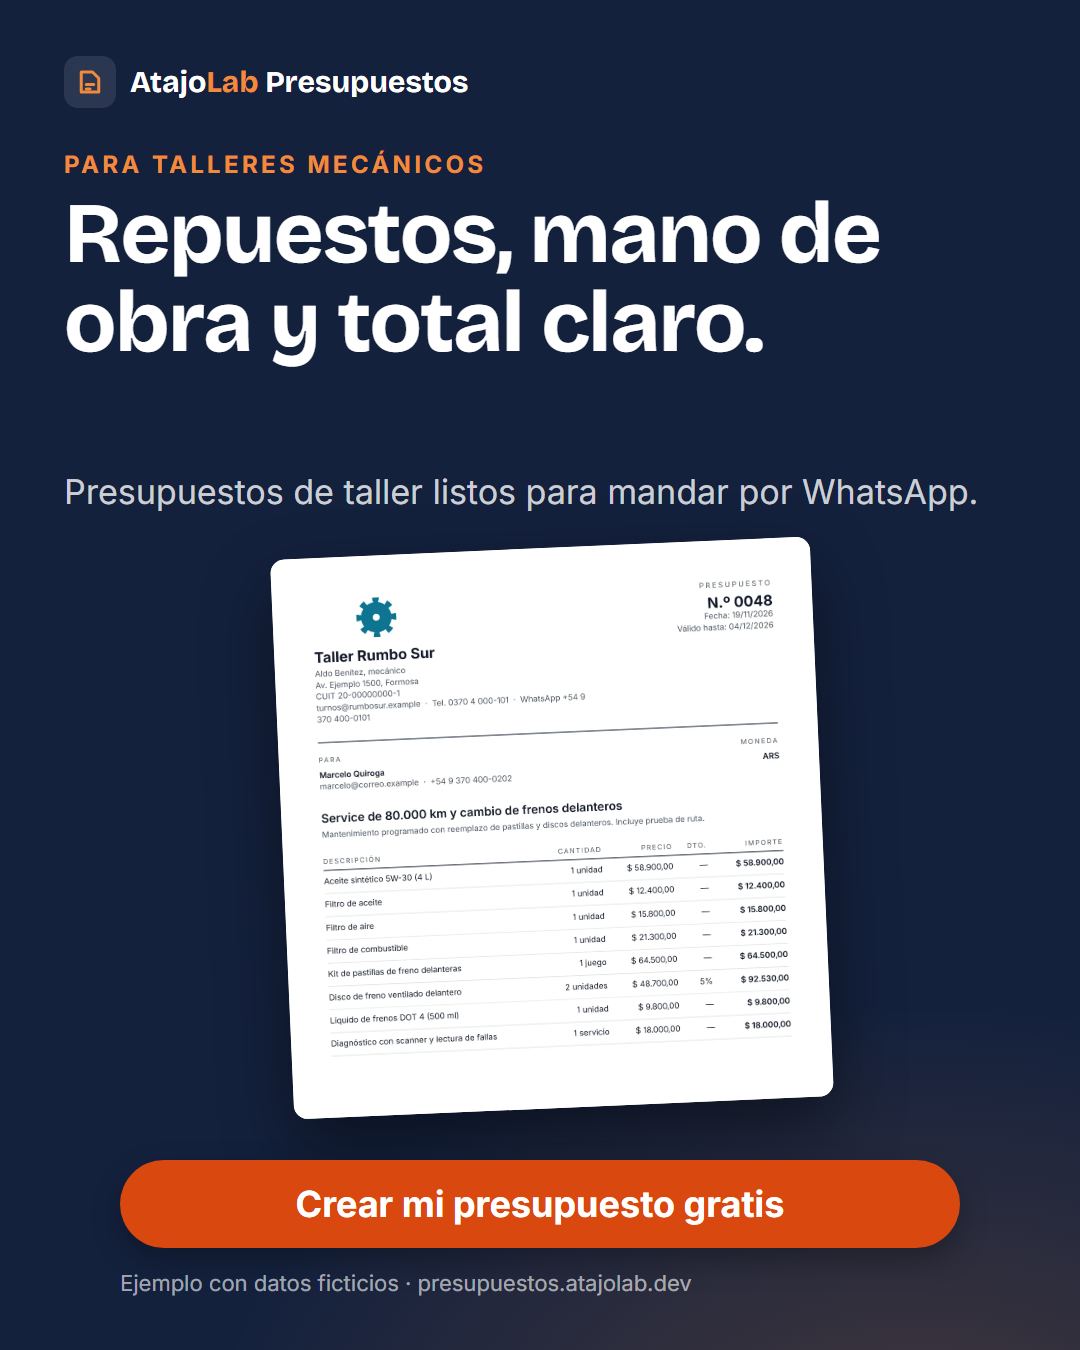 AtajoLab Presupuestos
PARA TALLERES MECÁNICOS
Repuestos, mano de
obra y total claro.
Presupuestos de taller listos para mandar por WhatsApp.
PRESUPUESTO
N.º 0048
Fecha: 19/11/2026
Válido hasta: 04/12/2026
Taller Rumbo Sur
Aldo Benítez, mecánico
Av. Ejemplo 1500, Formosa
CUIT 20-00000000-1
turnos@rumbosur.example · Tel. 0370 4 000-101 · WhatsApp +54 9
370 400-0101
PARA
MONEDA
Marcelo Quiroga
ARS
marcelo@correo.example · +54 9 370 400-0202
Service de 80.000 km y cambio de frenos delanteros
Mantenimiento programado con reemplazo de pastillas y discos delanteros. Incluye prueba de ruta.
DESCRIPCIÓN CANTIDAD PRECIO DTO. IMPORTE
Aceite sintético 5W-30 (4 L) 1 unidad $ 58.900,00 — $ 58.900,00
Filtro de aceite 1 unidad $ 12.400,00 — $ 12.400,00
Filtro de aire 1 unidad $ 15.800,00 — $ 15.800,00
Filtro de combustible 1 unidad $ 21.300,00 — $ 21.300,00
Kit de pastillas de freno delanteras 1 juego $ 64.500,00 — $ 64.500,00
Disco de freno ventilado delantero 2 unidades $ 48.700,00 5% $ 92.530,00
Líquido de frenos DOT 4 (500 ml) 1 unidad $ 9.800,00 — $ 9.800,00
Diagnóstico con scanner y lectura de fallas 1 servicio $ 18.000,00 — $ 18.000,00
Crear mi presupuesto gratis
Ejemplo con datos ficticios · presupuestos.atajolab.dev